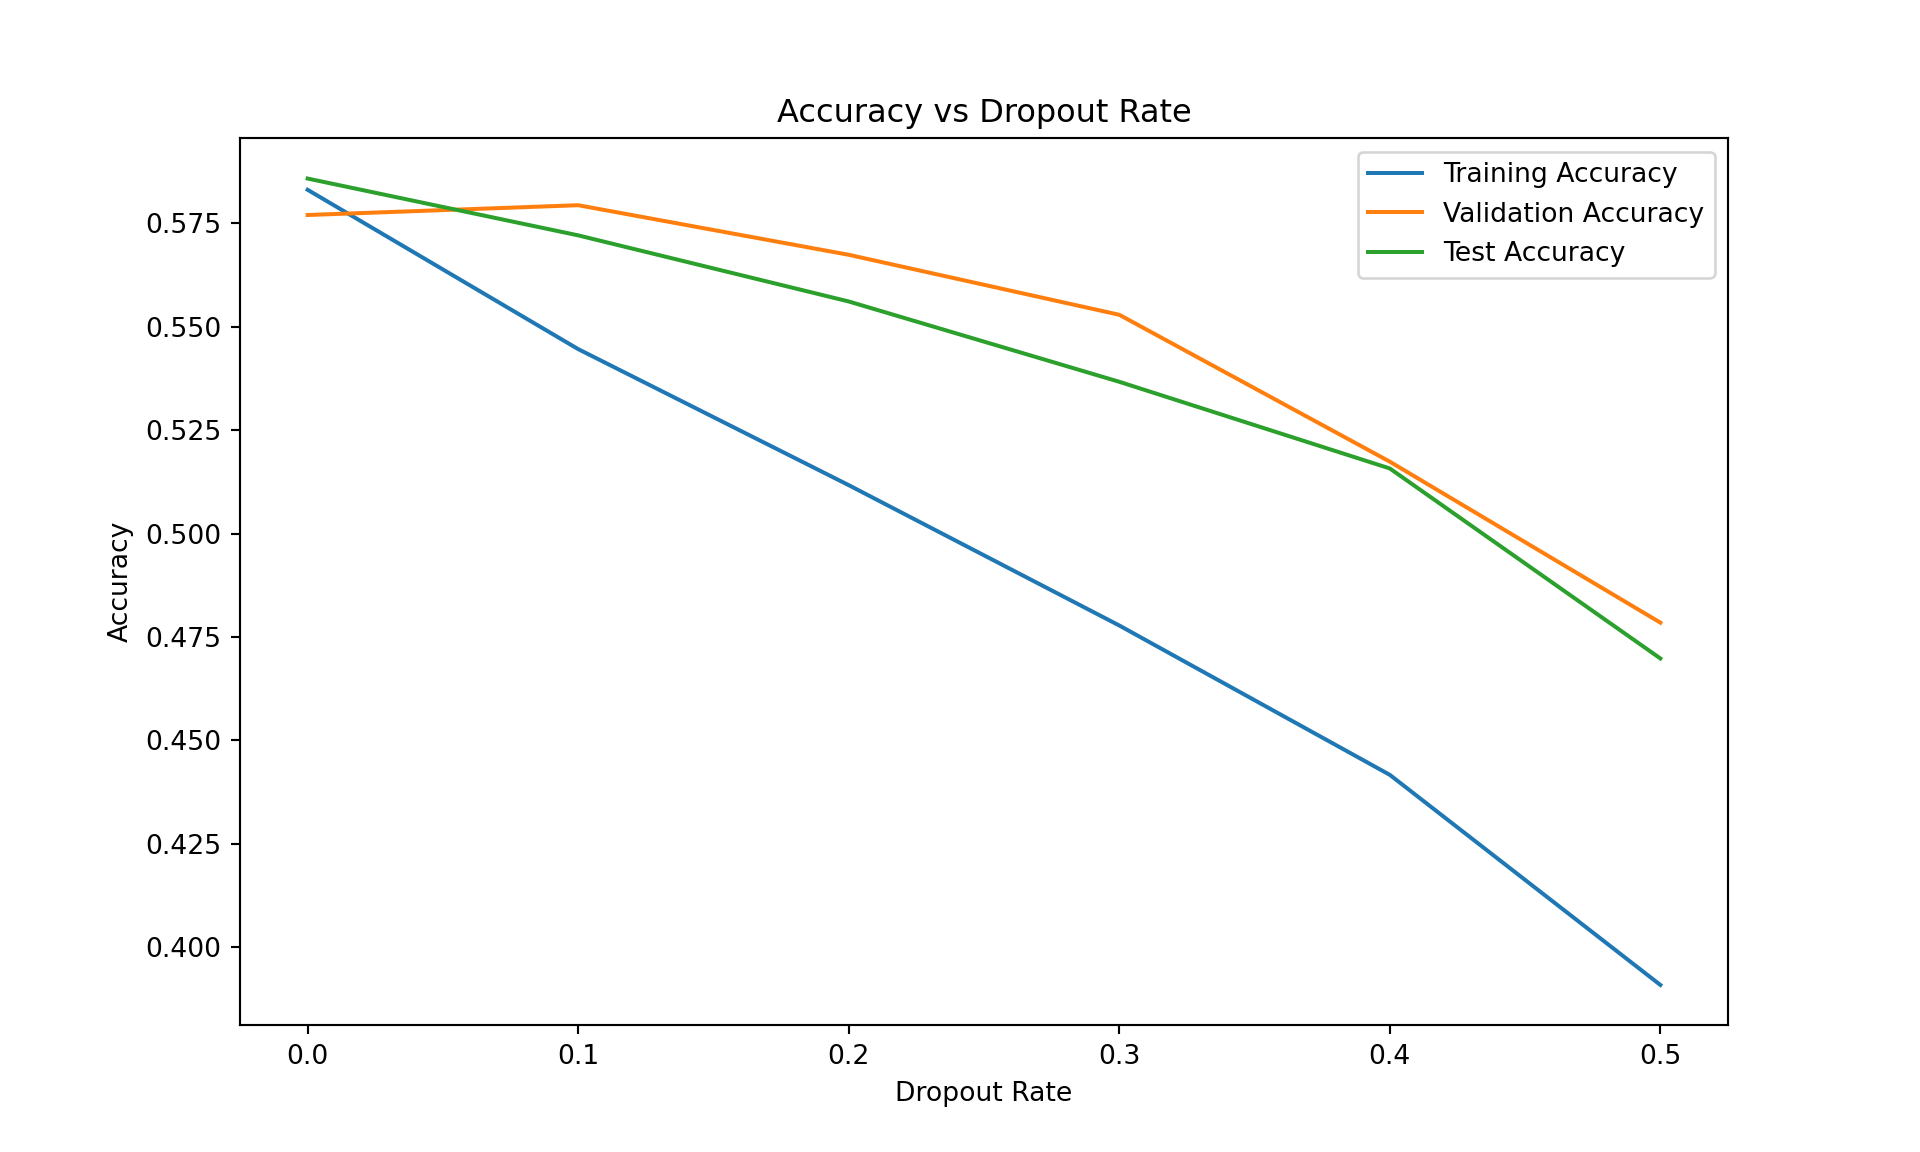 Accuracy vs Dropout Rate
Training Accuracy
Validation Accuracy
Test Accuracy
Accuracy
0.575
0.550
0.525
0.500
0.475
0.450
0.425
0.400
0.0 0.1 0.2 0.3 0.4 0.5
Dropout Rate